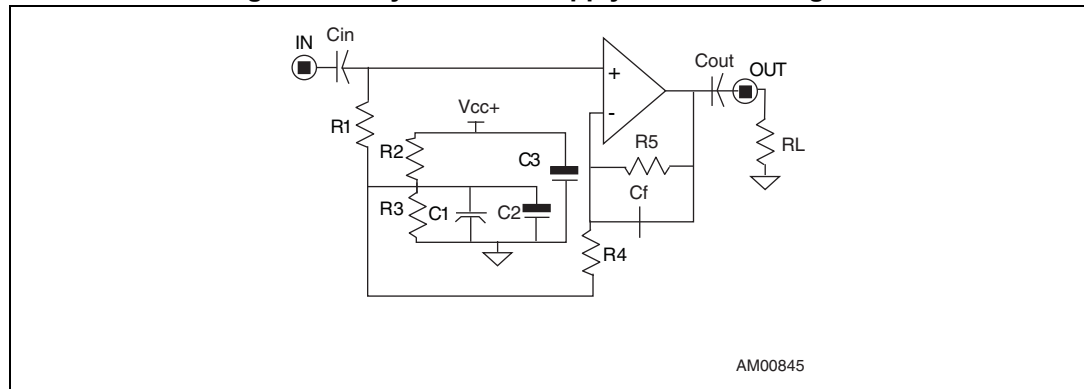 IN
Cin
Cout
OUT
+
-
Vcc+
R1
R2
C3
R5
RL
R3
C1
C2
Cf
R4
AM00845